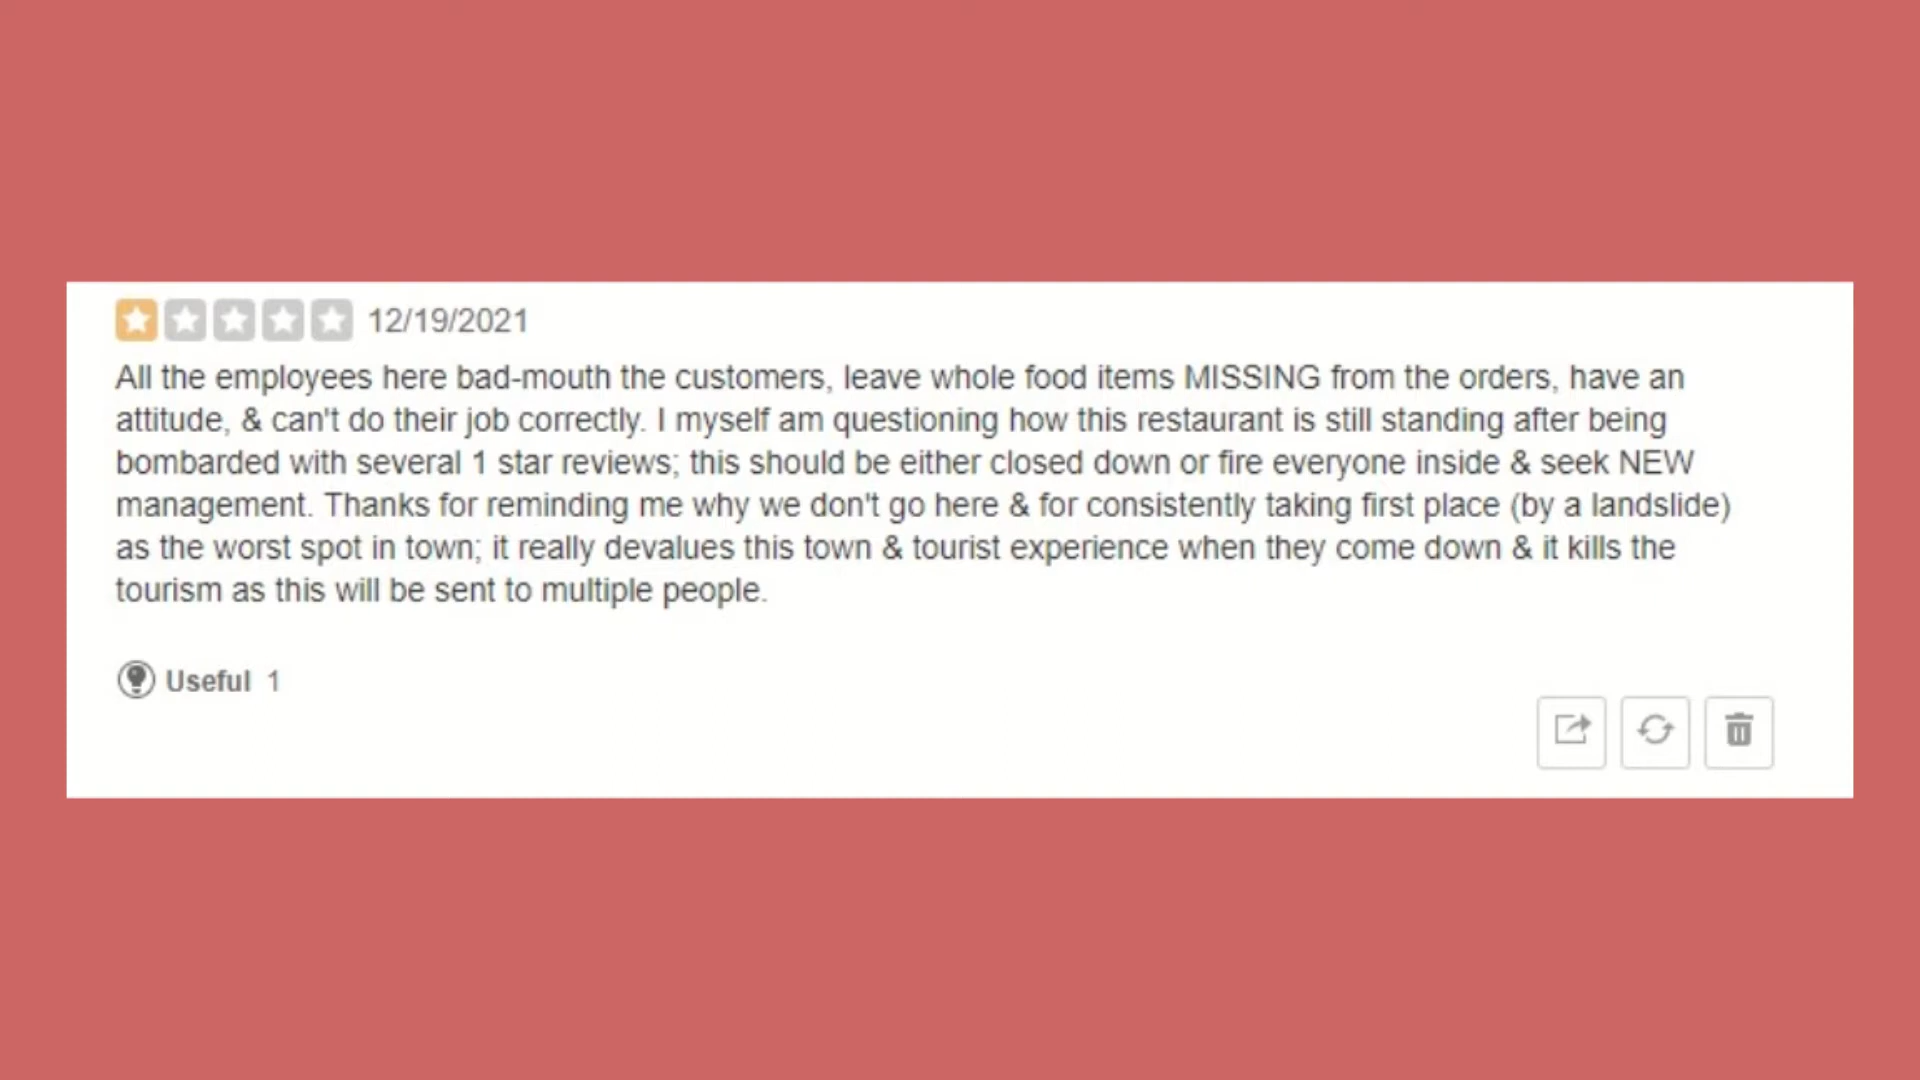 12/19/2021
All the employees here bad-mouth the customers, leave whole food items MISSING from the orders, have an
attitude, & can't do their job correctly. I myself am questioning how this restaurant is still standing after being
bombarded with several 1 star reviews; this should be either closed down or fire everyone inside & seek NEW
management. Thanks for reminding me why we don't go here & for consistently taking first place (by a landslide)
as the worst spot in town; it really devalues this town & tourist experience when they come down & it kills the
tourism as this will be sent to multiple people.
Useful 1